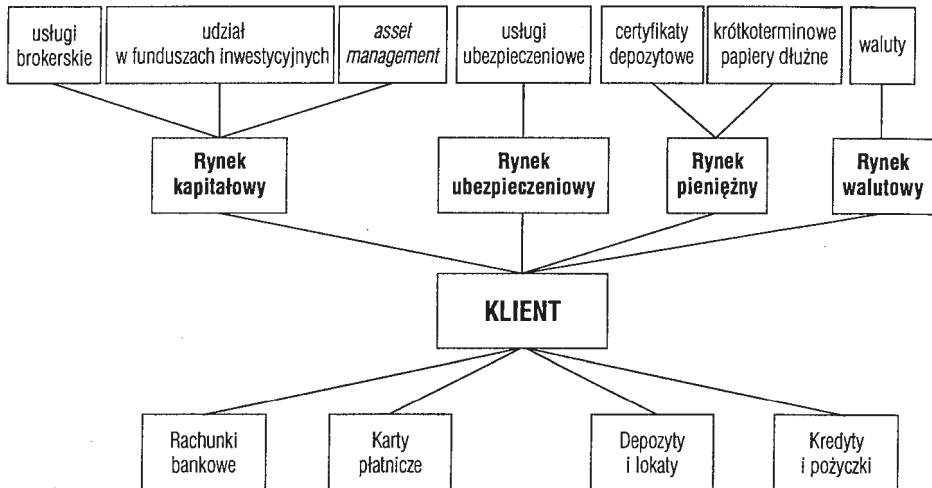 usługi
brokerskie
udział
w funduszach inwestycyjnych
asset
management
usługi
ubezpieczeniowe
certyfikaty
depozytowe
krótkoterminowe
papiery dłużne
waluty
Rynek
kapitałowy
Rynek
ubezpieczeniowy
Rynek
pieniężny
Rynek
walutowy
KLIENT
Rachunki
bankowe
Karty
płatnicze
Depozyty
i lokaty
Kredyty
i pożyczki